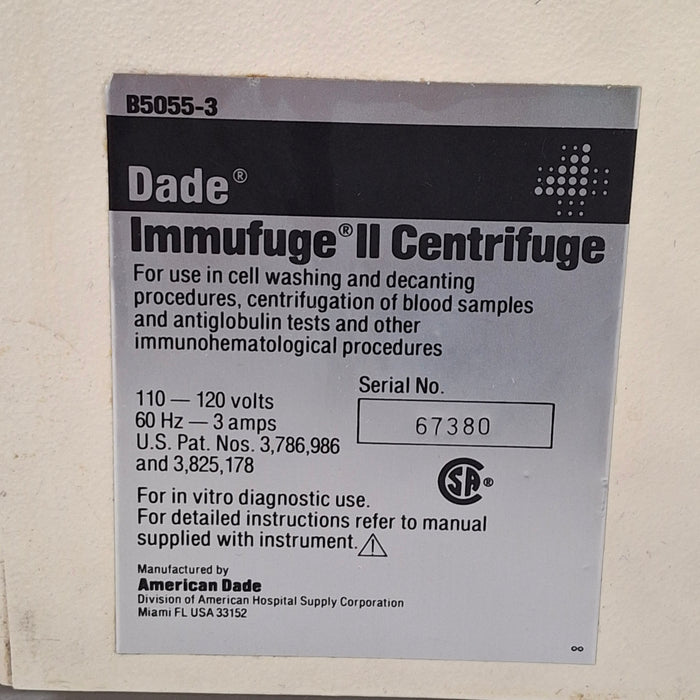 B5055-3
Dade®
Immufuge® II Centrifuge
For use in cell washing and decanting
procedures, centrifugation of blood samples
and antiglobulin tests and other
immunohematological procedures
110 — 120 volts
60 Hz — 3 amps
U.S. Pat. Nos. 3,786,986
and 3,825,178
Serial No.
67380
SA®
For in vitro diagnostic use.
For detailed instructions refer to manual
supplied with instrument.
Manufactured by
American Dade
Division of American Hospital Supply Corporation
Miami FL USA 33152